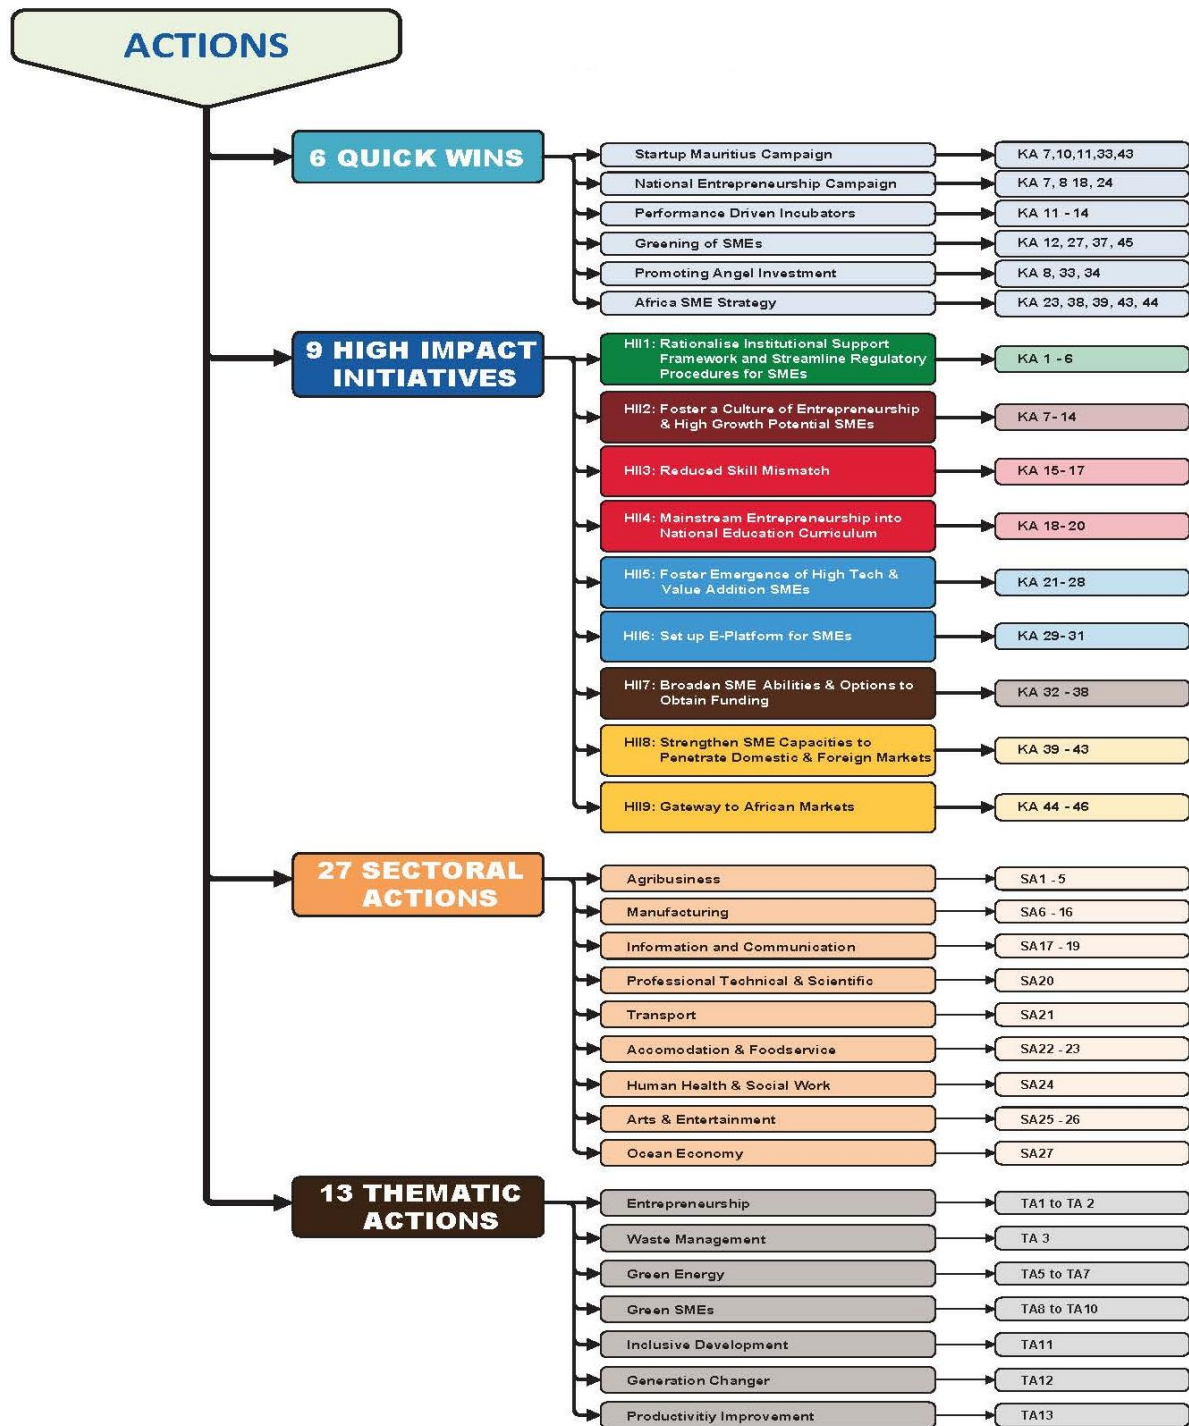 ACTIONS
6 QUICK WINS
Startup Mauritius Campaign
KA 7,10,11,33,43
National Entrepreneurship Campaign
KA 7, 8 18, 24
Performance Driven Incubators
KA 11 - 14
Greening of SMEs
KA 12, 27, 37, 45
Promoting Angel Investment
KA 8, 33, 34
Africa SME Strategy
KA 23, 38, 39, 43, 44
9 HIGH IMPACT
INITIATIVES
HII1: Rationalise Institutional Support
Framework and Streamline Regulatory
Procedures for SMEs
KA 1 - 6
HII2: Foster a Culture of Entrepreneurship
& High Growth Potential SMEs
KA 7- 14
HII3: Reduced Skill Mismatch
KA 15- 17
HII4: Mainstream Entrepreneurship into
National Education Curriculum
KA 18- 20
HII5: Foster Emergence of High Tech &
Value Addition SMEs
KA 21- 28
HII6: Set up E-Platform for SMEs
KA 29- 31
HII7: Broaden SME Abilities & Options to
Obtain Funding
KA 32 - 38
HII8: Strengthen SME Capacities to
Penetrate Domestic & Foreign Markets
KA 39 - 43
HII9: Gateway to African Markets
KA 44 - 46
27 SECTORAL
ACTIONS
Agribusiness
SA1 - 5
Manufacturing
SA6 - 16
Information and Communication
SA17 - 19
Professional Technical & Scientific
SA20
Transport
SA21
Accomodation & Foodservice
SA22 - 23
Human Health & Social Work
SA24
Arts & Entertainment
SA25 - 26
Ocean Economy
SA27
13 THEMATIC
ACTIONS
Entrepreneurship
TA1 to TA 2
Waste Management
TA 3
Green Energy
TA5 to TA7
Green SMEs
TA8 to TA10
Inclusive Development
TA11
Generation Changer
TA12
Productivitiy Improvement
TA13